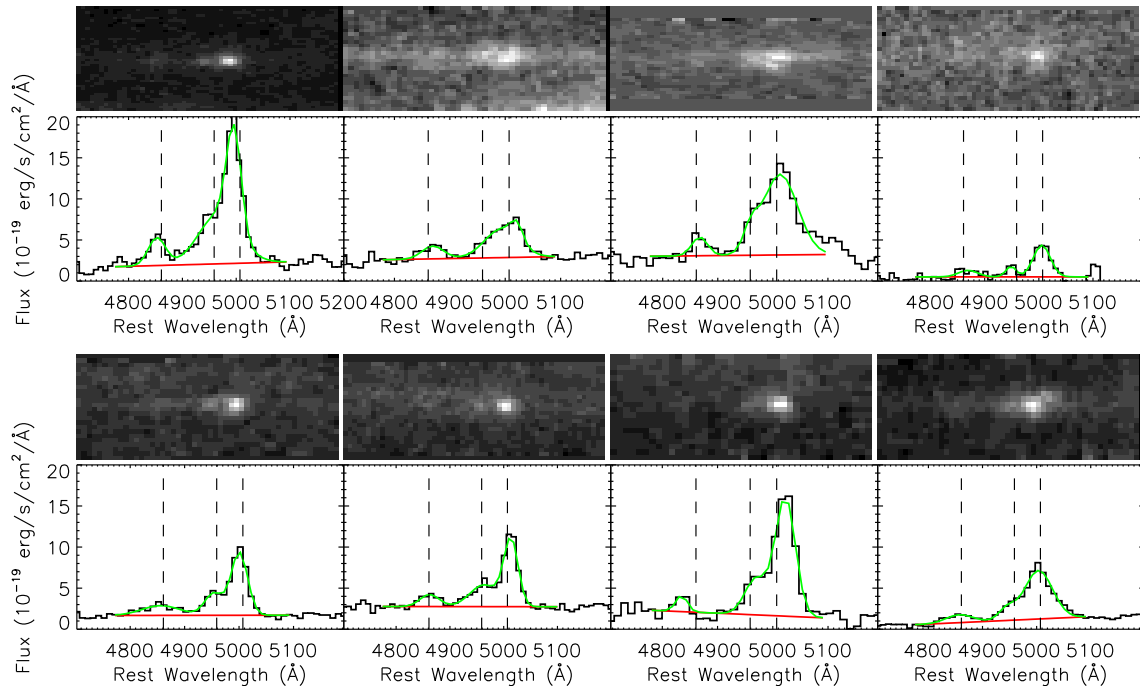 20
15
10
5
0
Flux (10⁻¹⁹ erg/s/cm²/Å)
4800 4900 5000 5100 5200
4800 4900 5000 5100
4800 4900 5000 5100
4800 4900 5000 5100
Rest Wavelength (Å)
Rest Wavelength (Å)
Rest Wavelength (Å)
Rest Wavelength (Å)
20
15
10
5
0
Flux (10⁻¹⁹ erg/s/cm²/Å)
4800 4900 5000 5100
4800 4900 5000 5100
4800 4900 5000 5100
4800 4900 5000 5100
Rest Wavelength (Å)
Rest Wavelength (Å)
Rest Wavelength (Å)
Rest Wavelength (Å)